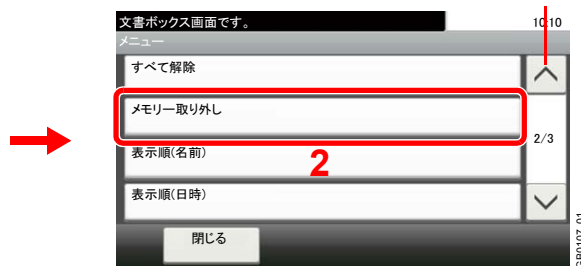 文書ボックス画面です。 10:10
メニュー
すべて解除
メモリー取り外し
2/3
表示順(名前)
2
表示順(日時)
閉じる